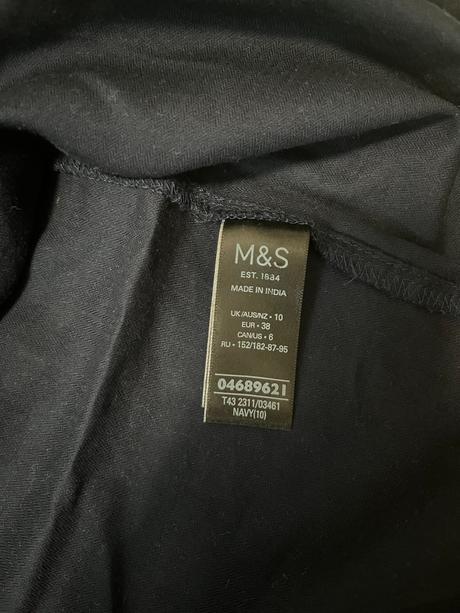 M&S
EST. 1884
MADE IN INDIA
UK/AUS/NZ • 10
EUR • 38
CAN/US • 6
RU • 152/182-87-95
04689621
T43 2311/03461
NAVY(10)